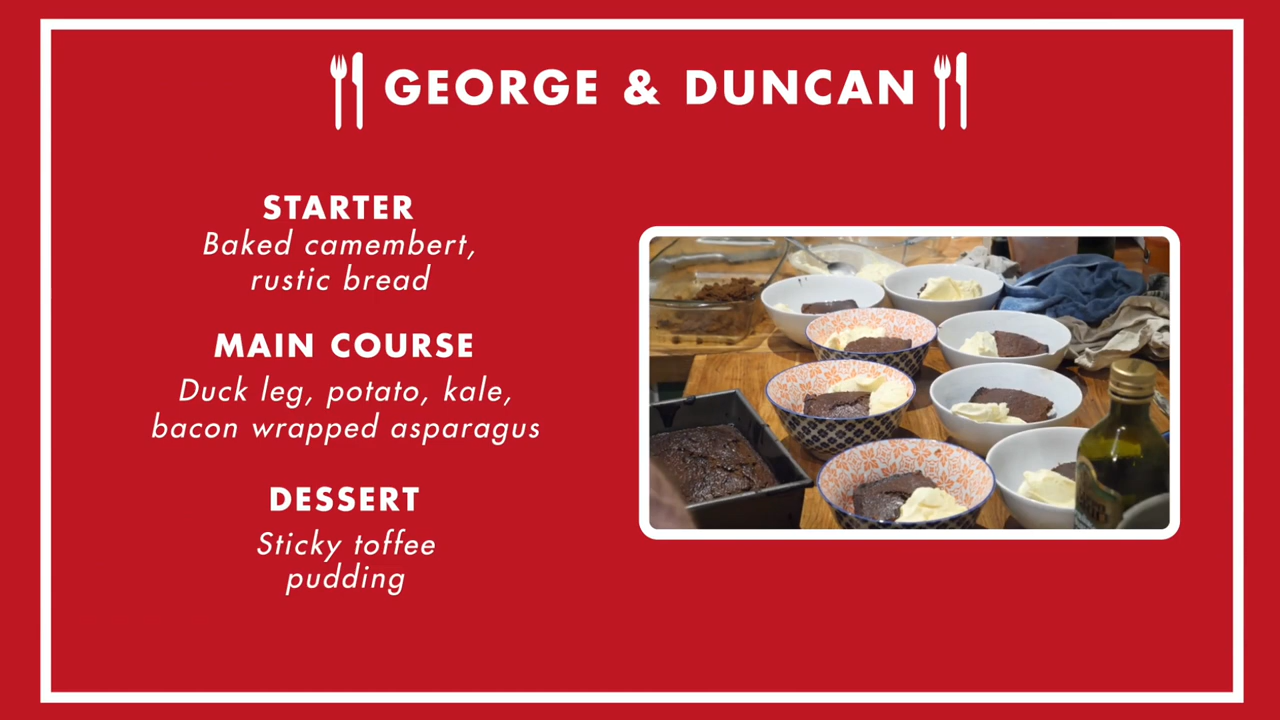 GEORGE & DUNCAN
STARTER
Baked camembert,
rustic bread
MAIN COURSE
Duck leg, potato, kale,
bacon wrapped asparagus
DESSERT
Sticky toffee
pudding